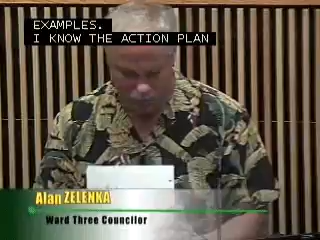 EXAMPLES.
I KNOW THE ACTION PLAN
Alan ZELENKA
Ward Three Councilor